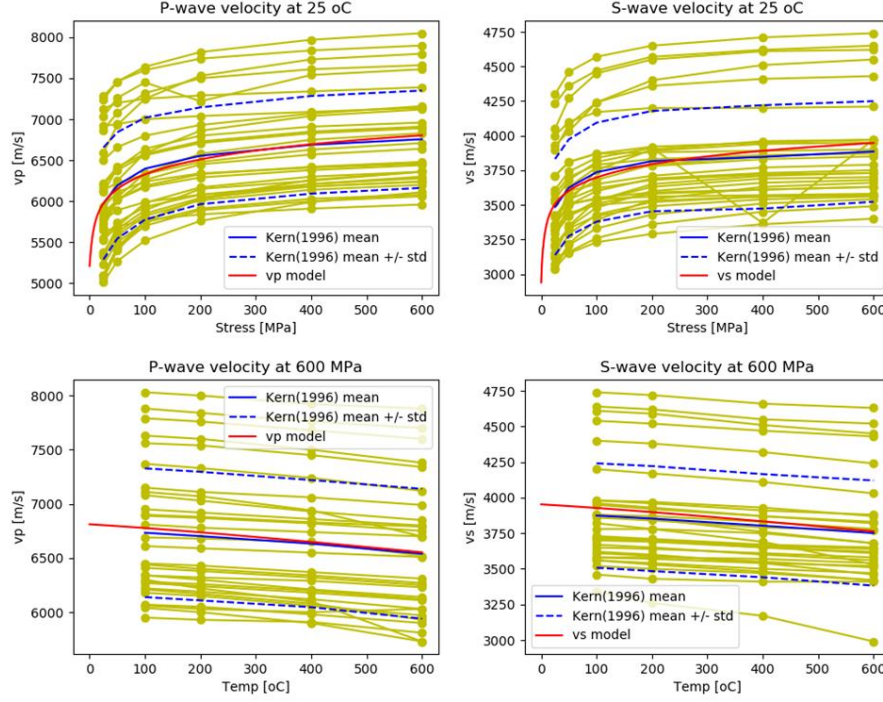 P-wave velocity at 25 oC
8000
7500
7000
6500
6000
5500
5000
vp [m/s]
Kern(1996) mean
Kern(1996) mean +/- std
vp model
0 100 200 300 400 500 600
Stress [MPa]
S-wave velocity at 25 oC
4750
4500
4250
4000
3750
3500
3250
3000
vs [m/s]
Kern(1996) mean
Kern(1996) mean +/- std
vs model
0 100 200 300 400 500 600
Stress [MPa]
P-wave velocity at 600 MPa
8000
7500
7000
6500
6000
vp [m/s]
Kern(1996) mean
Kern(1996) mean +/- std
vp model
0 100 200 300 400 500 600
Temp [oC]
S-wave velocity at 600 MPa
4750
4500
4250
4000
3750
3500
3250
3000
vs [m/s]
Kern(1996) mean
Kern(1996) mean +/- std
vs model
0 100 200 300 400 500 600
Temp [oC]